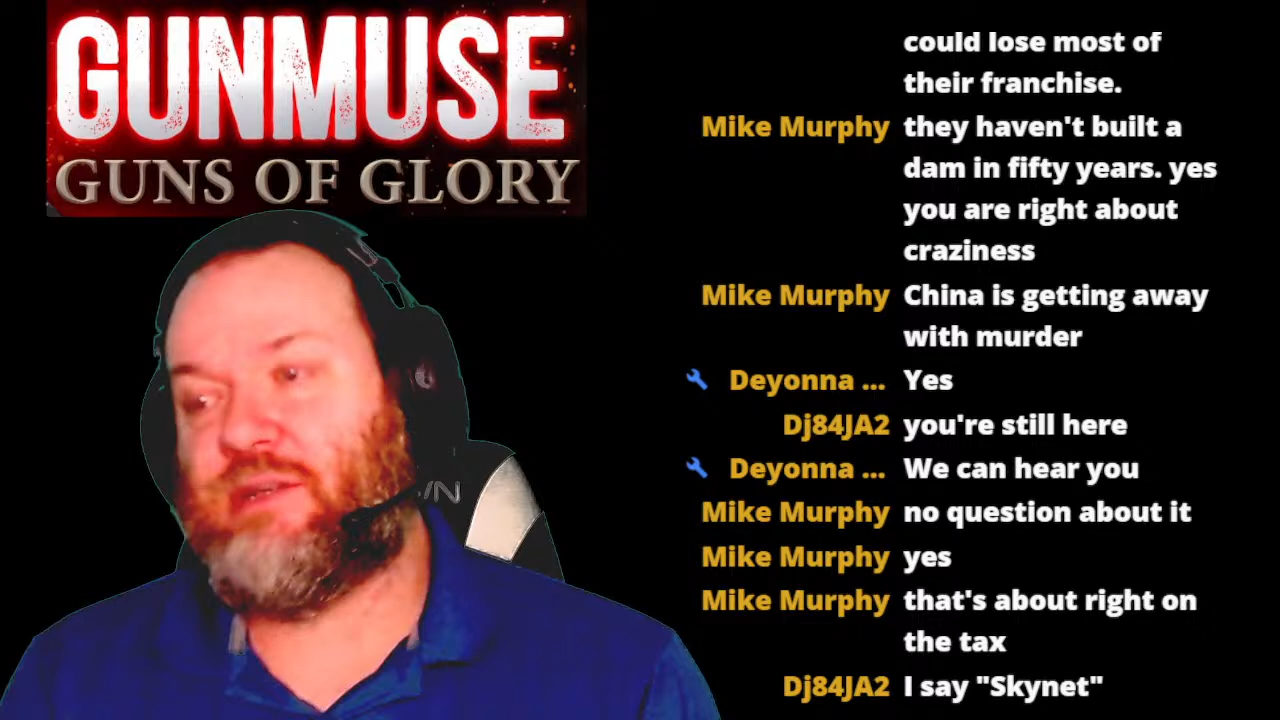 GUNMUSE
GUNS OF GLORY
could lose most of
their franchise.
Mike Murphy they haven't built a
dam in fifty years. yes
you are right about
craziness
Mike Murphy China is getting away
with murder
Deyonna ... Yes
Dj84JA2 you're still here
Deyonna ... We can hear you
Mike Murphy no question about it
Mike Murphy yes
Mike Murphy that's about right on
the tax
Dj84JA2 I say "Skynet"